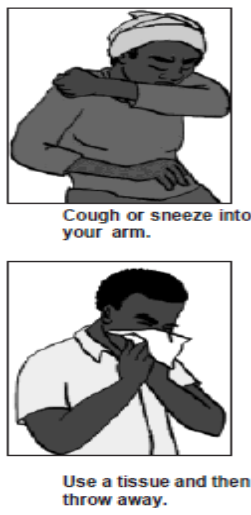 Cough or sneeze into
your arm.
Use a tissue and then
throw away.